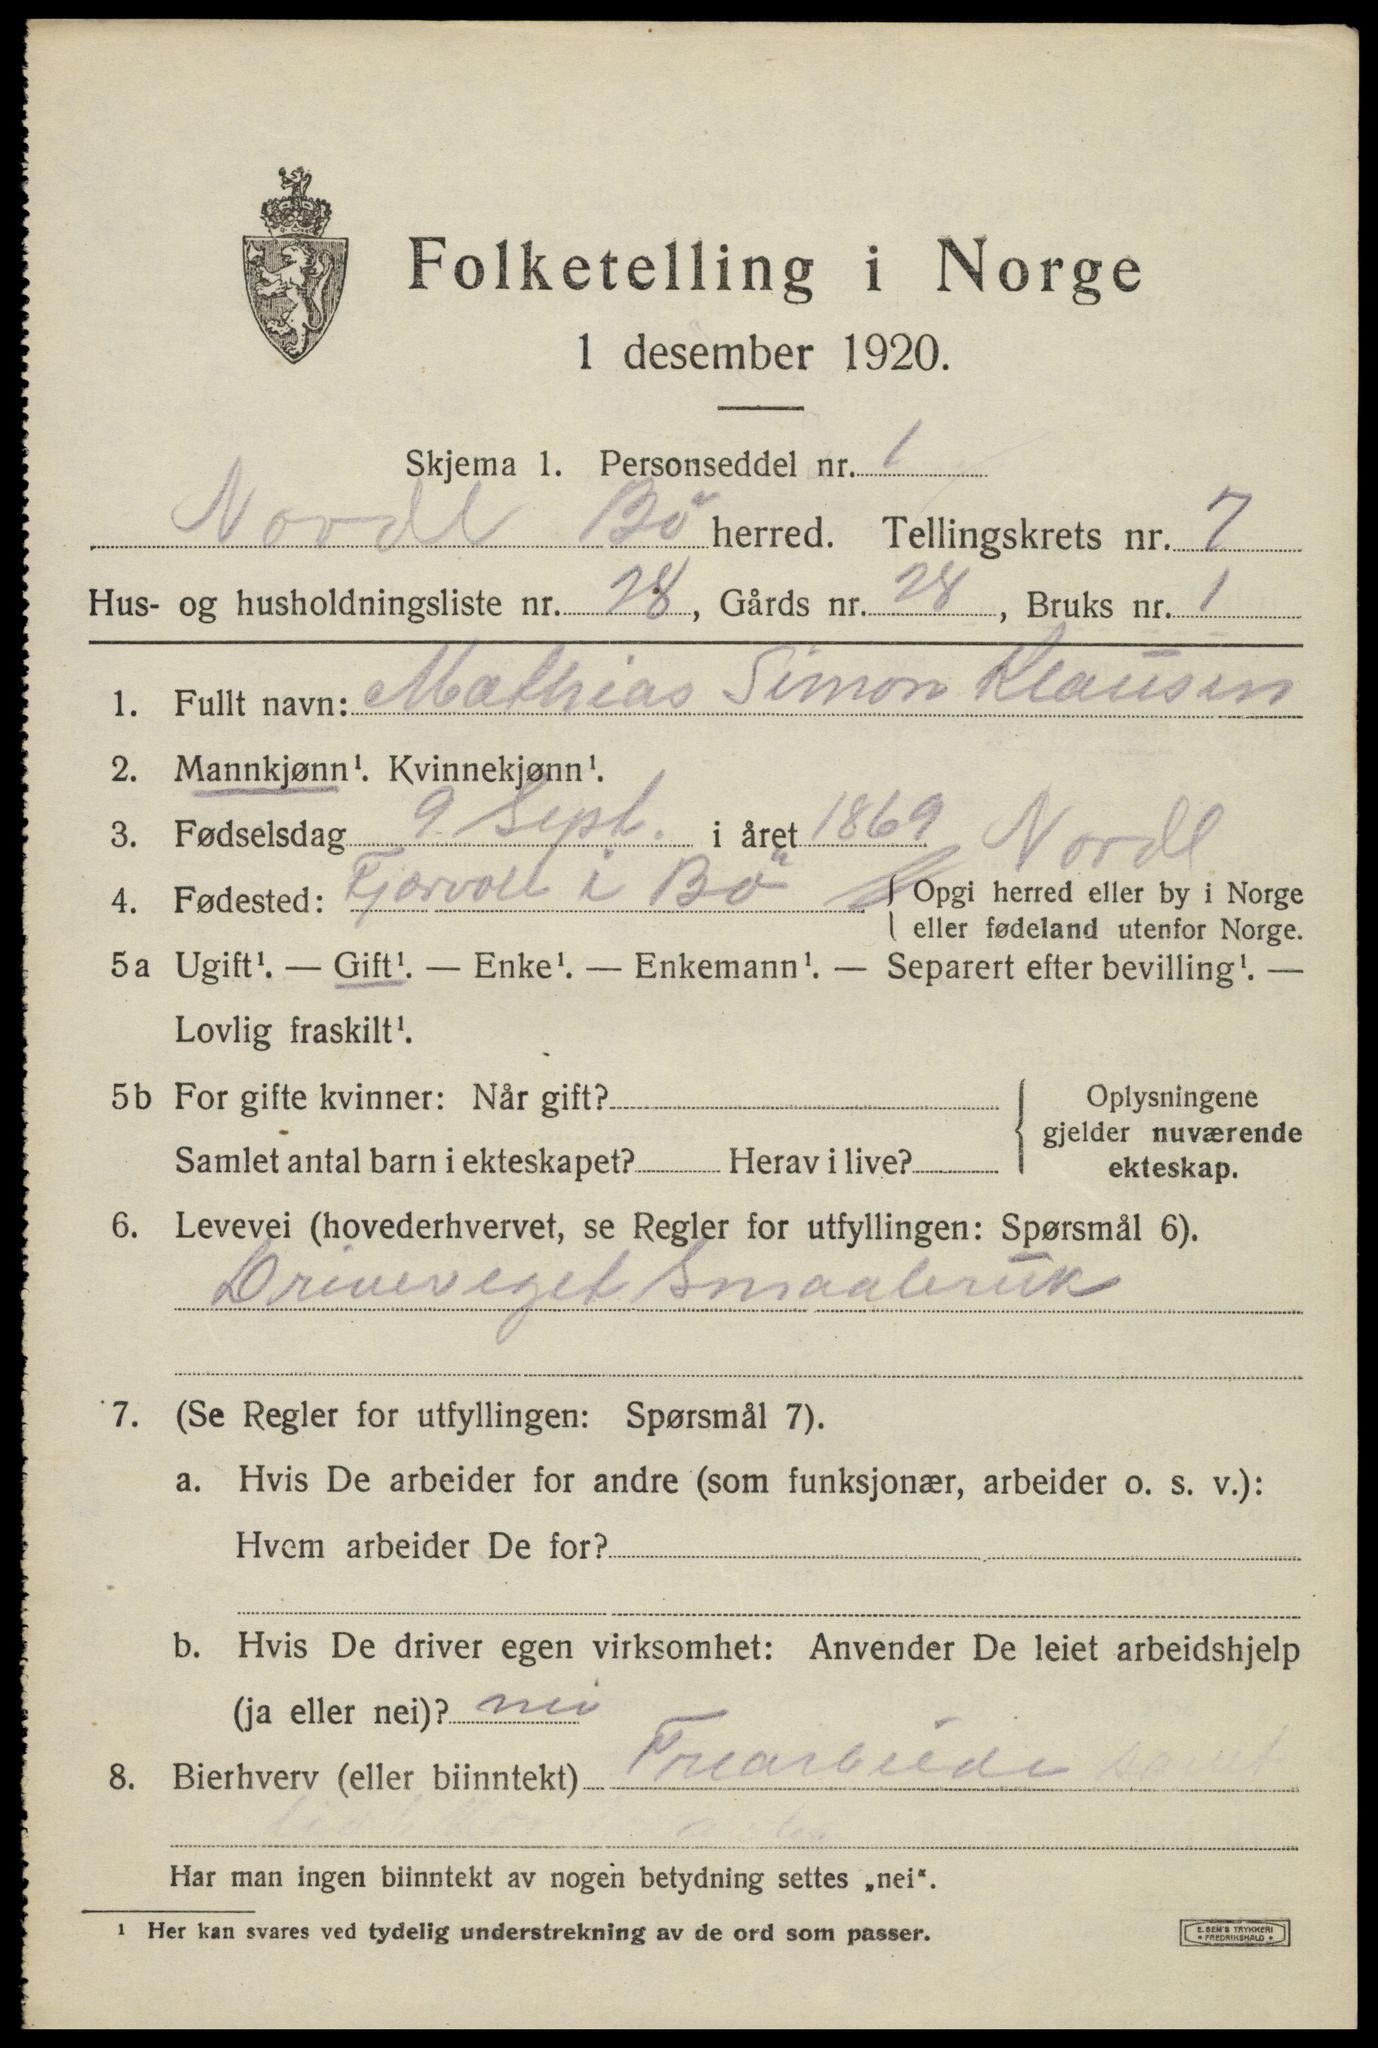 Folketelling i Norge
1 desember 1920.
Skjema 1. Personseddel nr. 1
Nordl Bö herred. Tellingskrets nr. 7
Hus- og husholdningsliste nr. 28, Gårds nr. 28, Bruks nr. 1
1. Fullt navn: Mathias Simon Klausen
2. Mannkjønn¹. Kvinnekjønn¹.
3. Fødselsdag 9 Sept. i året 1869
Nordl
4. Fødested: Fjærvoll i Bö { Opgi herred eller by i Norge
eller fødeland utenfor Norge.
5a Ugift¹. — Gift¹. — Enke¹. — Enkemann¹. — Separert efter bevilling¹. —
Lovlig fraskilt¹.
5b For gifte kvinner: Når gift?
Samlet antal barn i ekteskapet? Herav i live?
Oplysningene
gjelder nuværende
ekteskap.
6. Levevei (hovederhvervet, se Regler for utfyllingen: Spørsmål 6).
Driver eget Smaabruk
7. (Se Regler for utfyllingen: Spørsmål 7).
a. Hvis De arbeider for andre (som funksjonær, arbeider o. s. v.):
Hvem arbeider De for?
b. Hvis De driver egen virksomhet: Anvender De leiet arbeidshjelp
(ja eller nei)? nei
8. Bierhverv (eller biinntekt) Trearbeide samt
Har man ingen biinntekt av nogen betydning settes „nei“.
¹ Her kan svares ved tydelig understrekning av de ord som passer.
E. SEM'S TRYKKERI
• FREDRIKSHALD •